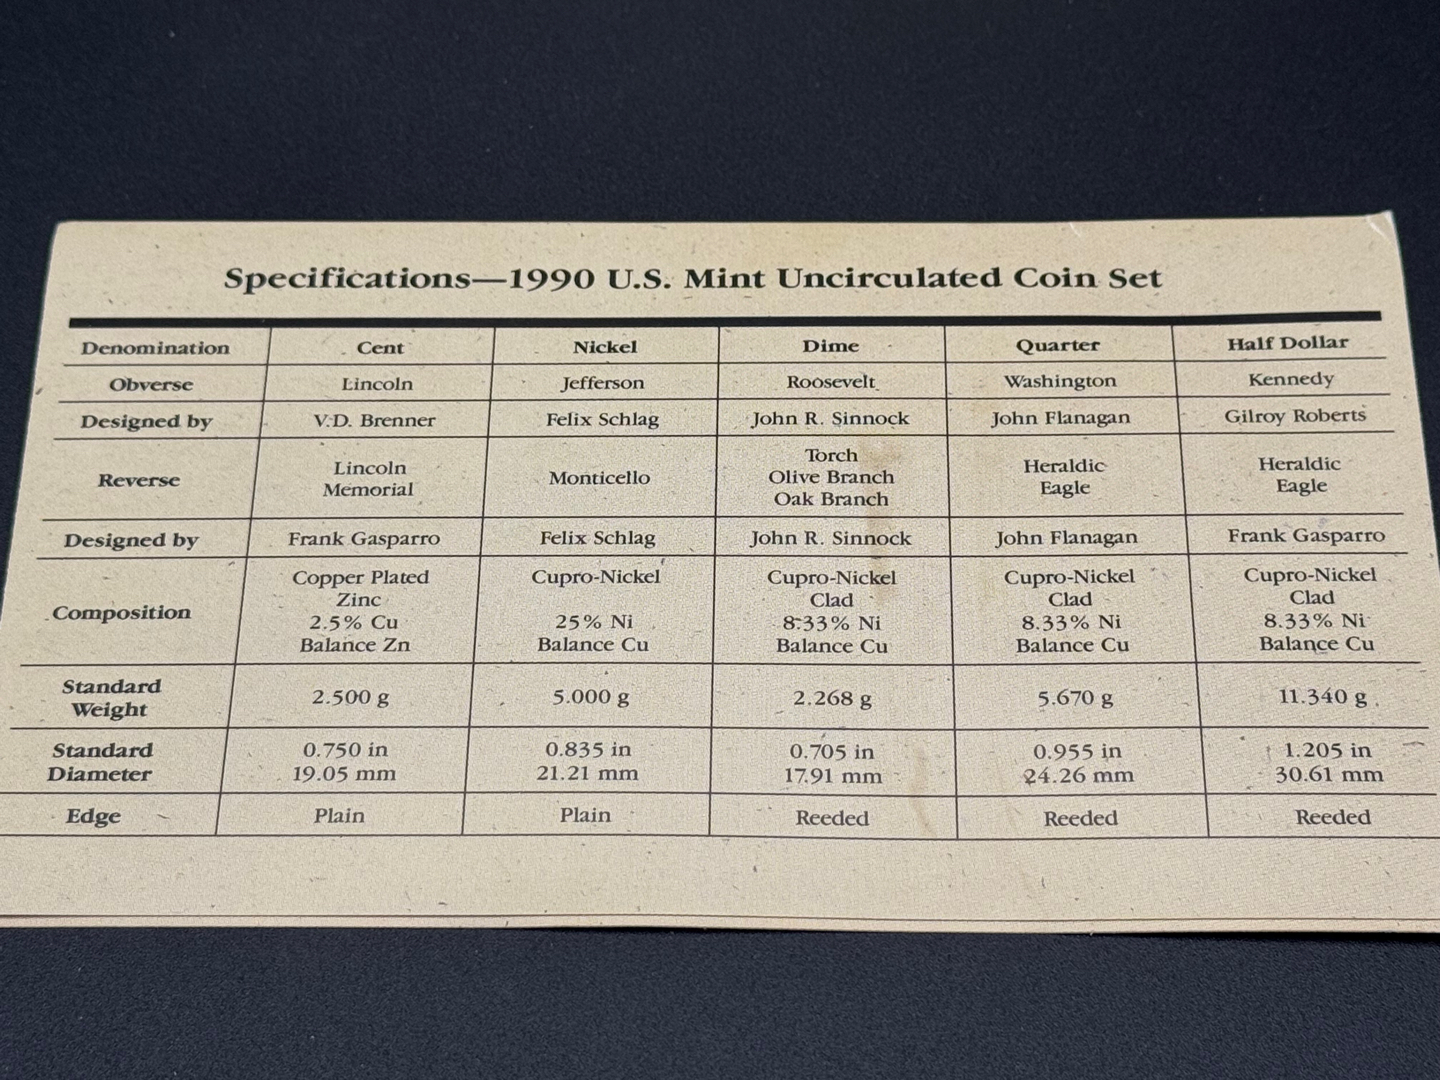 Specifications—1990 U.S. Mint Uncirculated Coin Set
Denomination Cent Nickel Dime Quarter Half Dollar
Obverse Lincoln Jefferson Roosevelt Washington Kennedy
Designed by V.D. Brenner Felix Schlag John R. Sinnock John Flanagan Gilroy Roberts
Reverse Lincoln Memorial Monticello Torch Olive Branch Oak Branch Heraldic Eagle Heraldic Eagle
Designed by Frank Gasparro Felix Schlag John R. Sinnock John Flanagan Frank Gasparro
Composition Copper Plated Zinc 2.5% Cu Balance Zn Cupro-Nickel 25% Ni Balance Cu Cupro-Nickel Clad 8.33% Ni Balance Cu Cupro-Nickel Clad 8.33% Ni Balance Cu Cupro-Nickel Clad 8.33% Ni Balance Cu
Standard Weight 2.500 g 5.000 g 2.268 g 5.670 g 11.340 g
Standard Diameter 0.750 in 19.05 mm 0.835 in 21.21 mm 0.705 in 17.91 mm 0.955 in 24.26 mm 1.205 in 30.61 mm
Edge Plain Plain Reeded Reeded Reeded